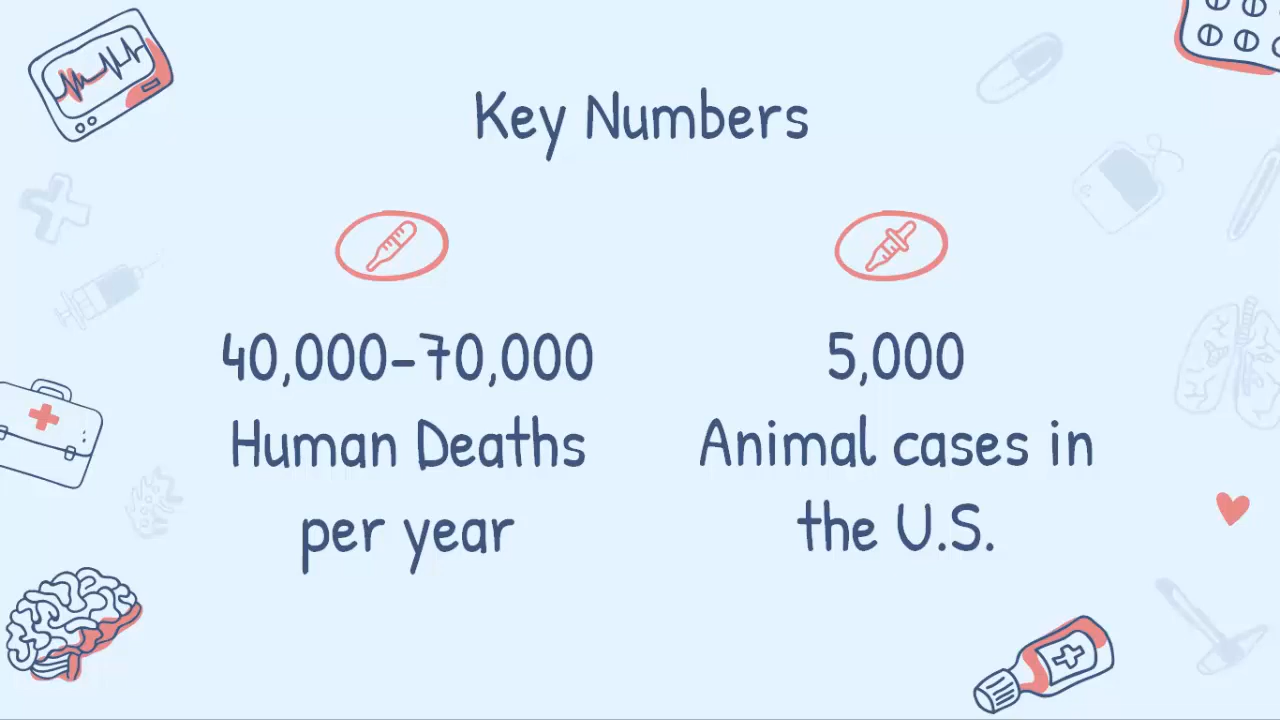 Key Numbers
40,000-70,000
Human Deaths
per year
5,000
Animal cases in
the U.S.